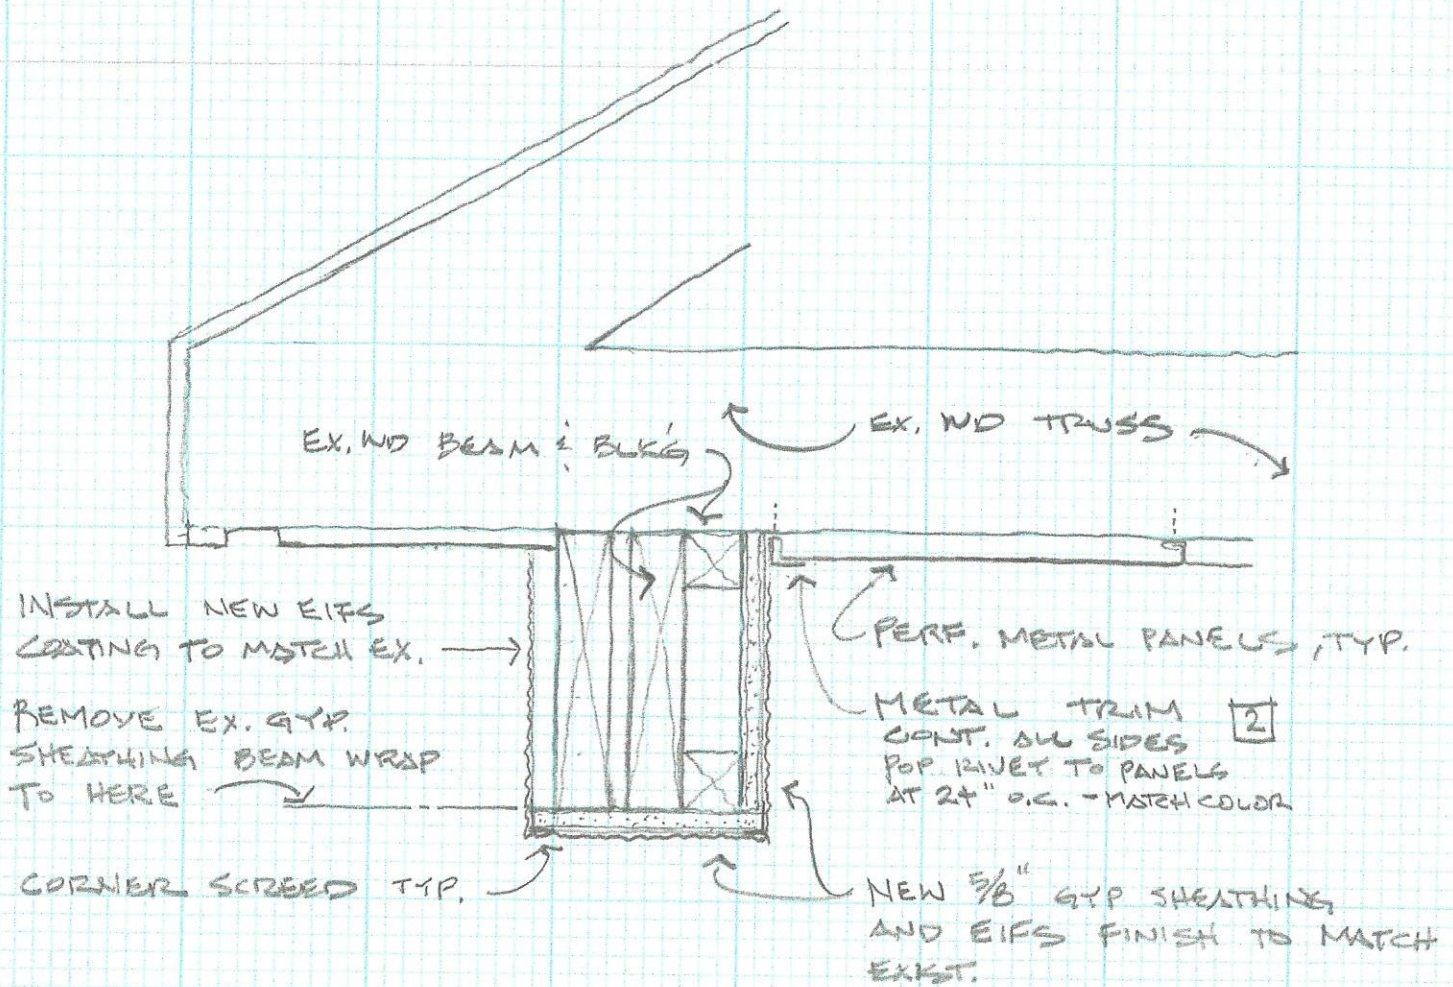 EX. WD BEAM & BLK'G
EX. WD TRUSS
INSTALL NEW EIFS
COATING TO MATCH EX.
REMOVE EX. GYP.
SHEATHING BEAM WRAP
TO HERE
CORNER SCREED TYP.
PERF. METAL PANELS, TYP.
METAL TRIM 2
CONT. ALL SIDES
POP RIVET TO PANELS
AT 24" O.C. - MATCH COLOR
NEW 5/8" GYP SHEATHING
AND EIFS FINISH TO MATCH
EXIST.